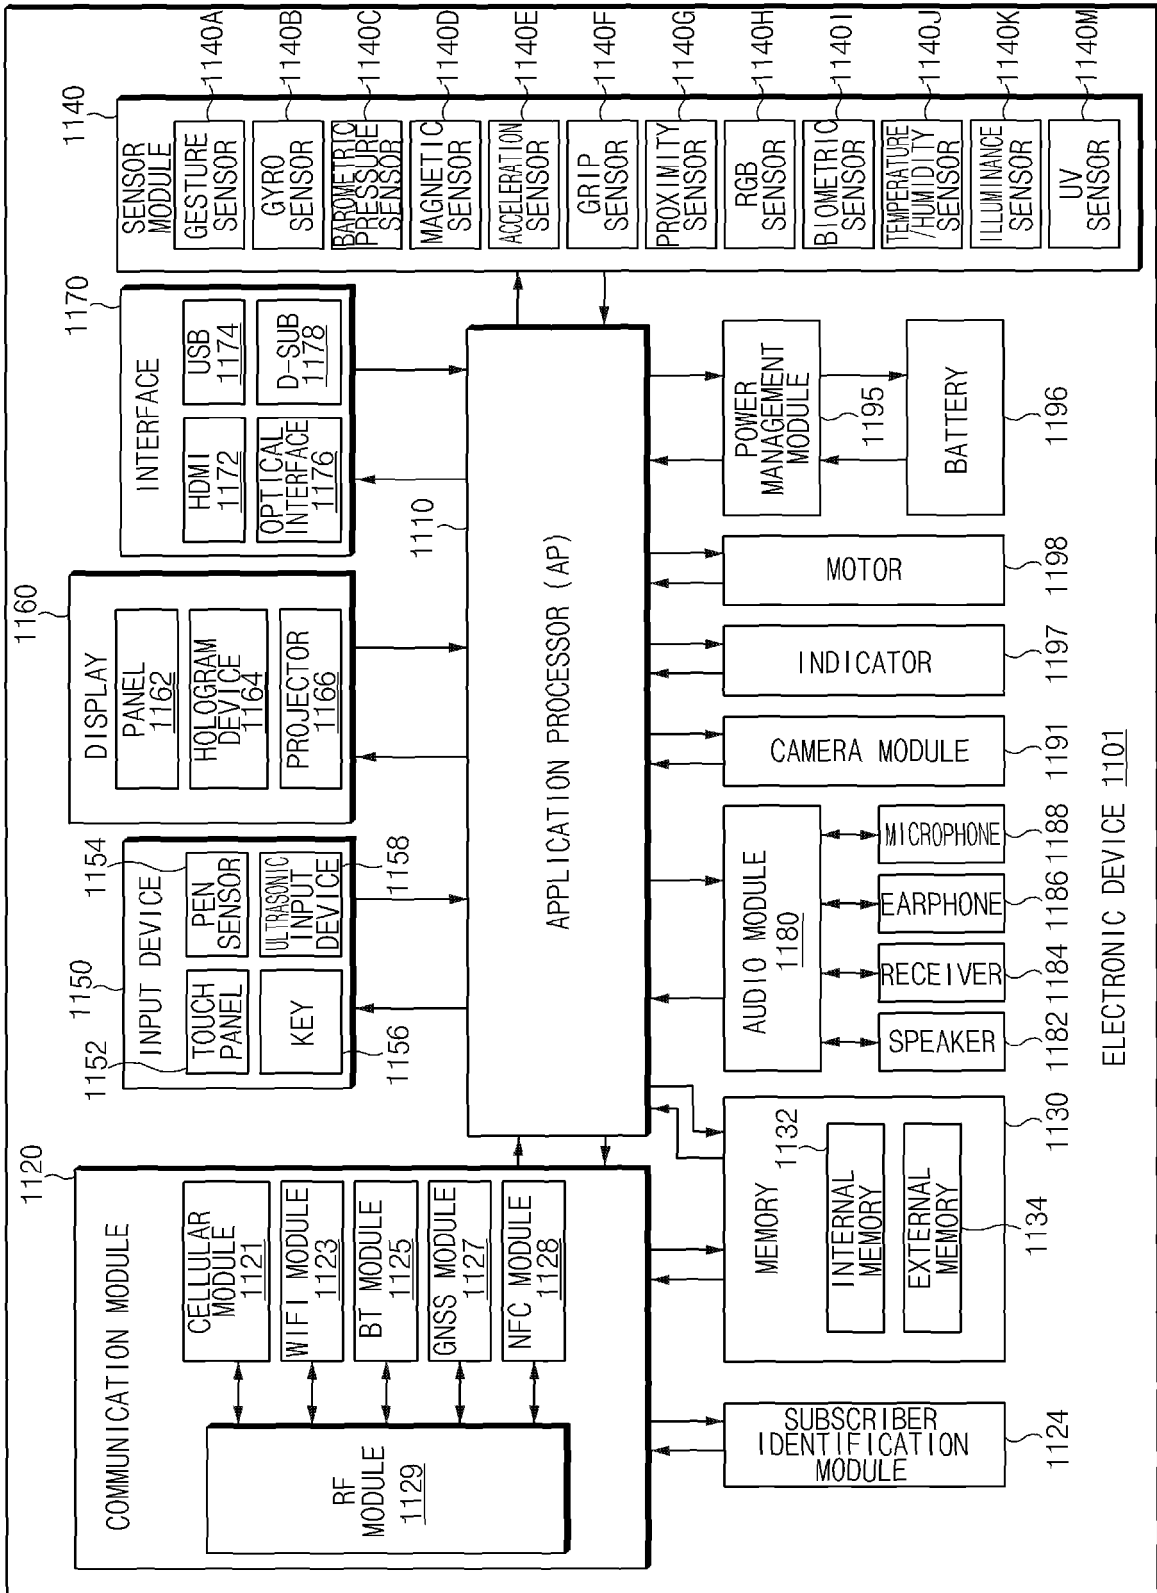 COMMUNICATION MODULE
1120
RF
MODULE
1129
CELLULAR
MODULE
1121
WIFI MODULE
1123
BT MODULE
1125
GNSS MODULE
1127
NFC MODULE
1128
INPUT DEVICE
1150
1152
TOUCH
PANEL
1154
PEN
SENSOR
KEY
1156
ULTRASONIC
INPUT
DEVICE
1158
DISPLAY
1160
PANEL
1162
HOLOGRAM
DEVICE
1164
PROJECTOR
1166
INTERFACE
1170
HDMI
1172
USB
1174
OPTICAL
INTERFACE
1176
D-SUB
1178
SENSOR
MODULE
1140
GESTURE
SENSOR
1140A
GYRO
SENSOR
1140B
BAROMETRIC
PRESSURE
SENSOR
1140C
MAGNETIC
SENSOR
1140D
ACCELERATION
SENSOR
1140E
GRIP
SENSOR
1140F
PROXIMITY
SENSOR
1140G
RGB
SENSOR
1140H
BIOMETRIC
SENSOR
1140I
TEMPERATURE
/HUMIDITY
SENSOR
1140J
ILLUMINANCE
SENSOR
1140K
UV
SENSOR
1140M
APPLICATION PROCESSOR (AP)
1110
SUBSCRIBER
IDENTIFICATION
MODULE
1124
MEMORY
1130
1132
INTERNAL
MEMORY
EXTERNAL
MEMORY
1134
AUDIO MODULE
1180
SPEAKER
1182
RECEIVER
1184
EARPHONE
1186
MICROPHONE
1188
CAMERA MODULE
1191
INDICATOR
1197
MOTOR
1198
POWER
MANAGEMENT
MODULE
1195
BATTERY
1196
ELECTRONIC DEVICE 1101